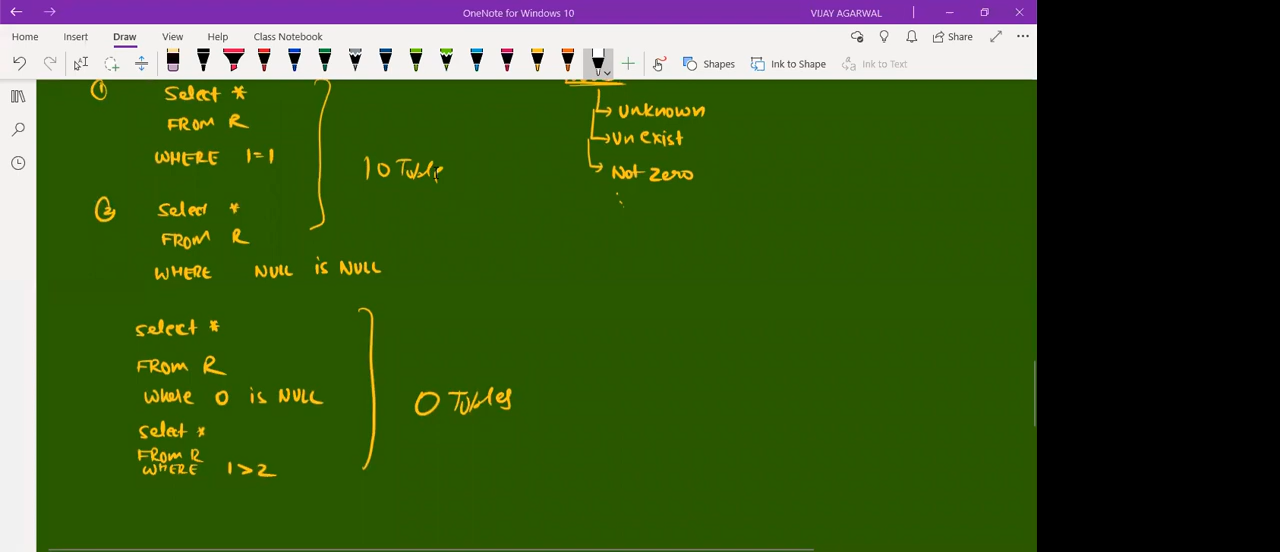 OneNote for Windows 10
VIJAY AGARWAL
Home Insert Draw View Help Class Notebook
Share
Shapes
Ink to Shape
Ink to Text
① Select *
FROM R
WHERE 1=1
10 Tuples
② Select *
FROM R
WHERE NULL is NULL
select *
FROM R
where 0 is NULL
select *
FROM R
WHERE 1>2
0 Tuples
Unknown
Un exist
Not zero